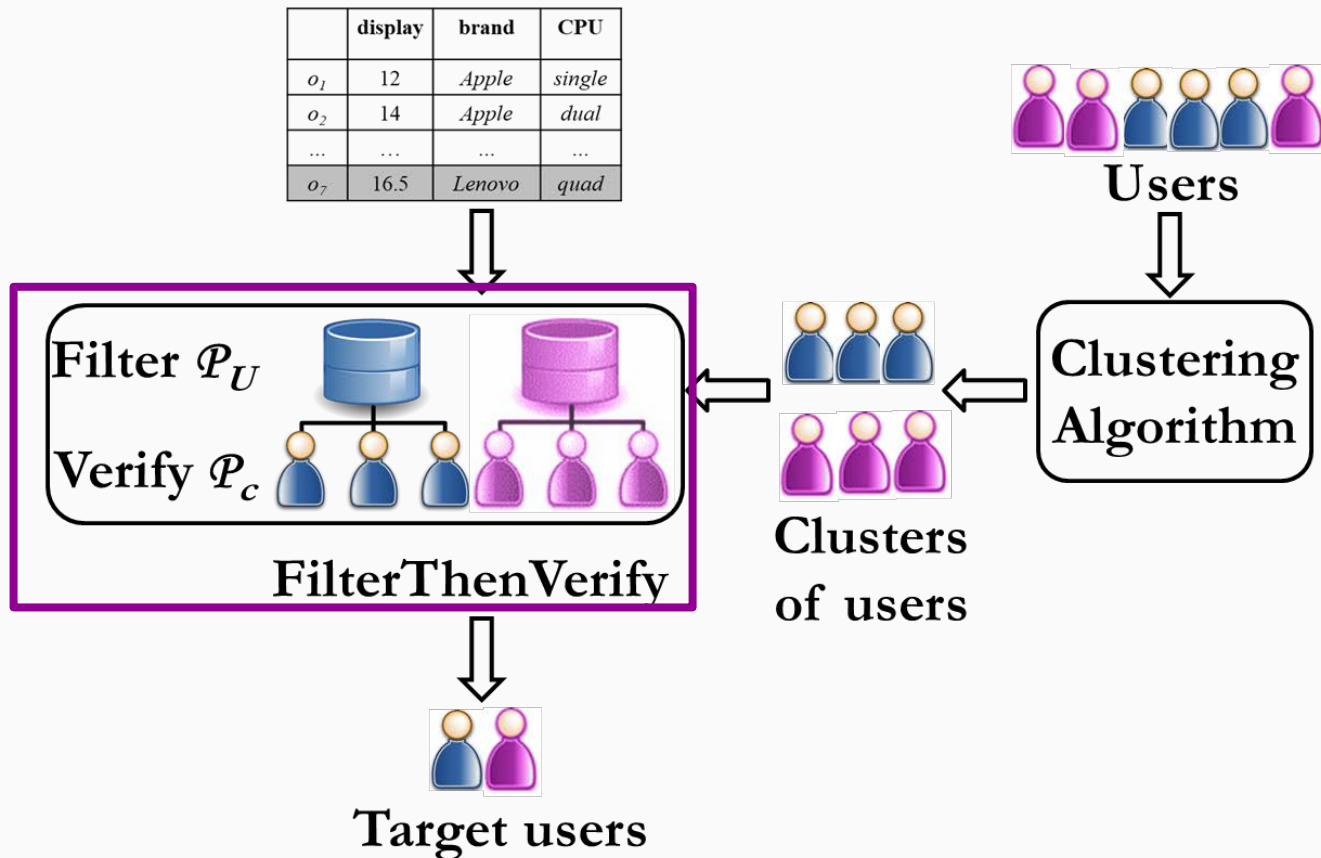 display brand CPU
o1 12 Apple single
o2 14 Apple dual
... ... ... ...
o7 16.5 Lenovo quad
Users
Filter 𝒫U
Verify 𝒫c
FilterThenVerify
Clusters
of users
Clustering
Algorithm
Target users